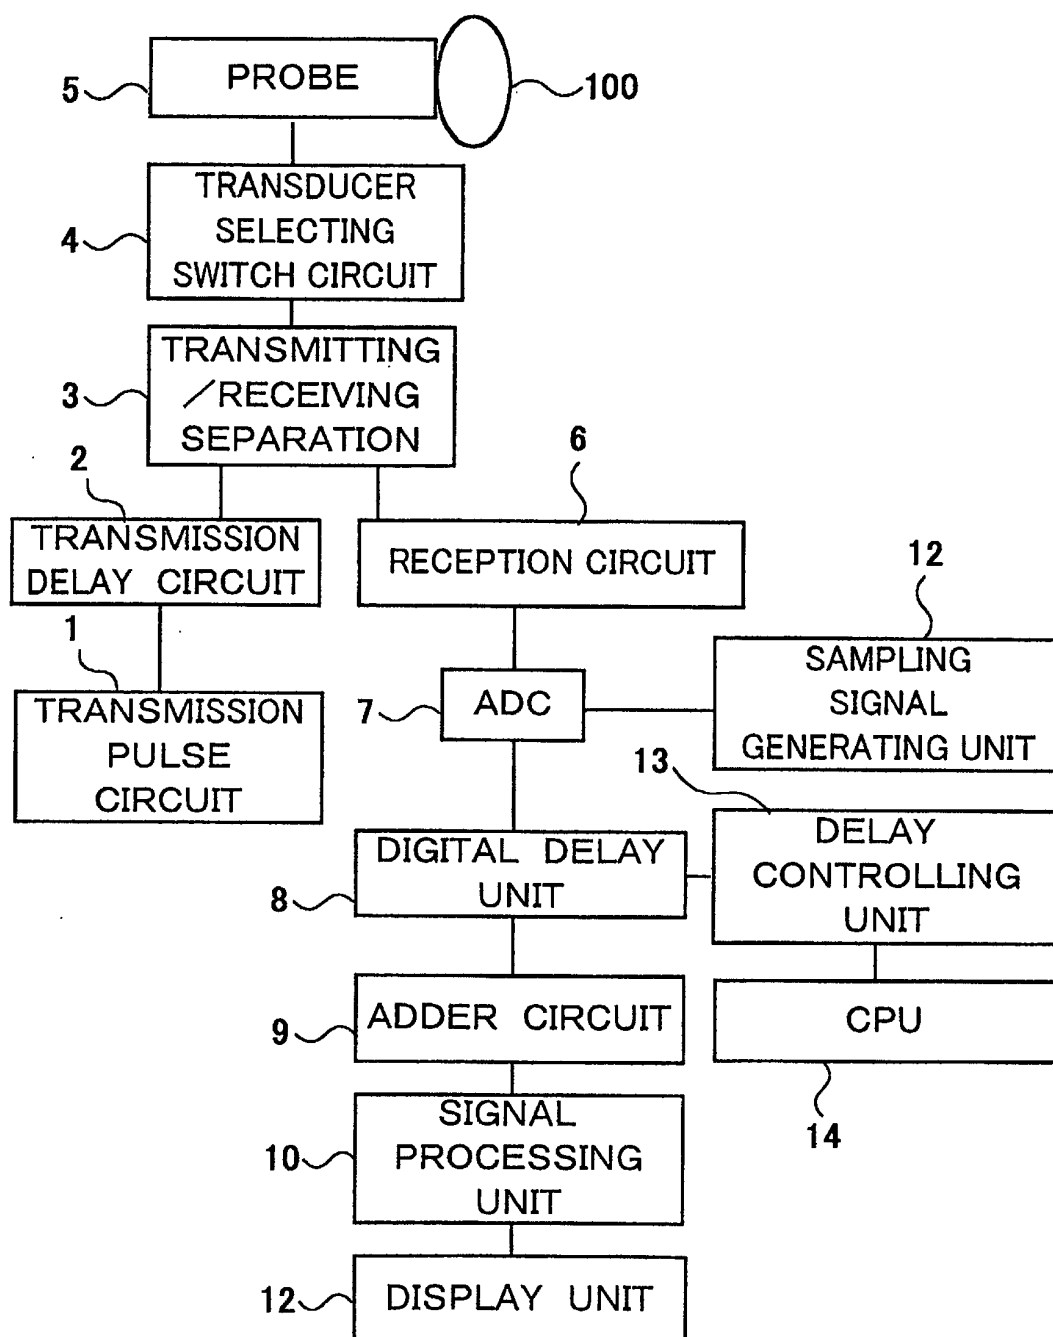 PROBE
5
100
TRANSDUCER
SELECTING
SWITCH CIRCUIT
4
TRANSMITTING
/RECEIVING
SEPARATION
3
2
TRANSMISSION
DELAY CIRCUIT
6
RECEPTION CIRCUIT
1
TRANSMISSION
PULSE
CIRCUIT
7
ADC
12
SAMPLING
SIGNAL
GENERATING UNIT
13
DELAY
CONTROLLING
UNIT
8
DIGITAL DELAY
UNIT
9
ADDER CIRCUIT
CPU
14
10
SIGNAL
PROCESSING
UNIT
12
DISPLAY UNIT